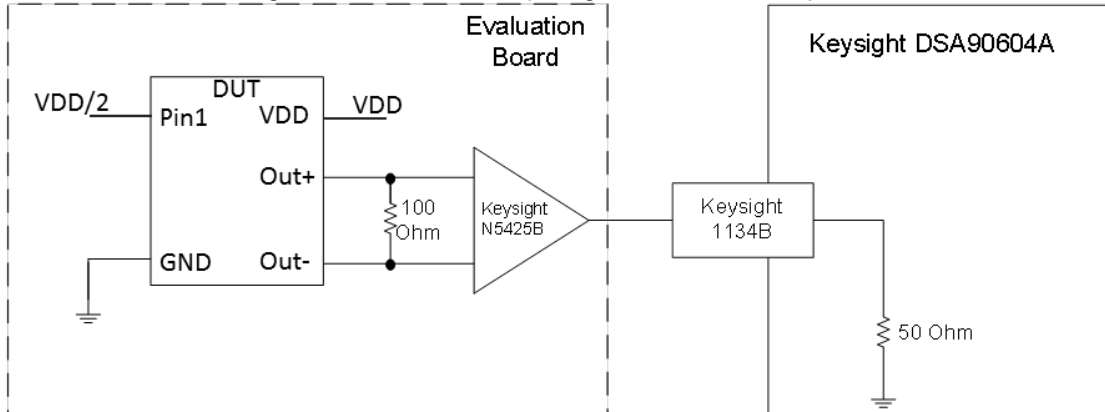 Evaluation
Board
Keysight DSA90604A
DUT
VDD/2
Pin1
VDD
VDD
Out+
100
Ohm
Keysight
N5425B
Keysight
1134B
GND
Out-
50 Ohm